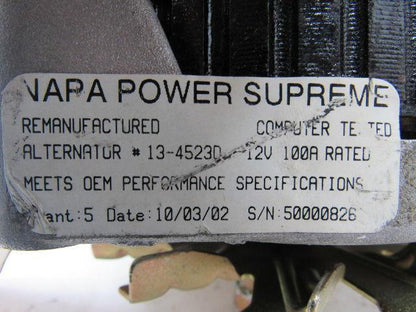 NAPA POWER SUPREME
REMANUFACTURED COMPUTER TESTED
ALTERNATOR # 13-4523D 12V 100A RATED
MEETS OEM PERFORMANCE SPECIFICATIONS
Plant:5 Date:10/03/02 S/N:50000826